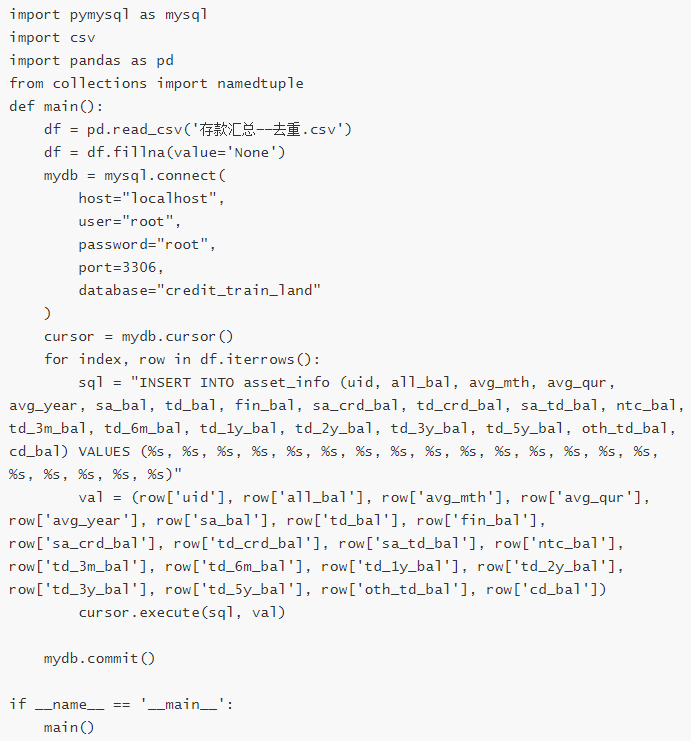 import pymysql as mysql
import csv
import pandas as pd
from collections import namedtuple
def main():
    df = pd.read_csv('存款汇总——去重.csv')
    df = df.fillna(value='None')
    mydb = mysql.connect(
        host="localhost",
        user="root",
        password="root",
        port=3306,
        database="credit_train_land"
    )
    cursor = mydb.cursor()
    for index, row in df.iterrows():
        sql = "INSERT INTO asset_info (uid, all_bal, avg_mth, avg_qur,
avg_year, sa_bal, td_bal, fin_bal, sa_crd_bal, td_crd_bal, sa_td_bal, ntc_bal,
td_3m_bal, td_6m_bal, td_1y_bal, td_2y_bal, td_3y_bal, td_5y_bal, oth_td_bal,
cd_bal) VALUES (%s, %s, %s, %s, %s, %s, %s, %s, %s, %s, %s, %s, %s, %s, %s,
%s, %s, %s, %s, %s)"
        val = (row['uid'], row['all_bal'], row['avg_mth'], row['avg_qur'],
row['avg_year'], row['sa_bal'], row['td_bal'], row['fin_bal'],
row['sa_crd_bal'], row['td_crd_bal'], row['sa_td_bal'], row['ntc_bal'],
row['td_3m_bal'], row['td_6m_bal'], row['td_1y_bal'], row['td_2y_bal'],
row['td_3y_bal'], row['td_5y_bal'], row['oth_td_bal'], row['cd_bal'])
        cursor.execute(sql, val)

    mydb.commit()

if __name__ == '__main__':
    main()